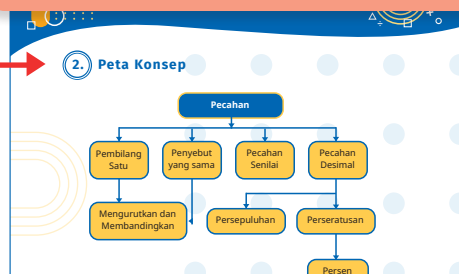 2. Peta Konsep
Pecahan
Pembilang
Satu
Penyebut
yang sama
Pecahan
Senilai
Pecahan
Desimal
Mengurutkan dan
Membandingkan
Persepuluhan
Perseratusan
Persen